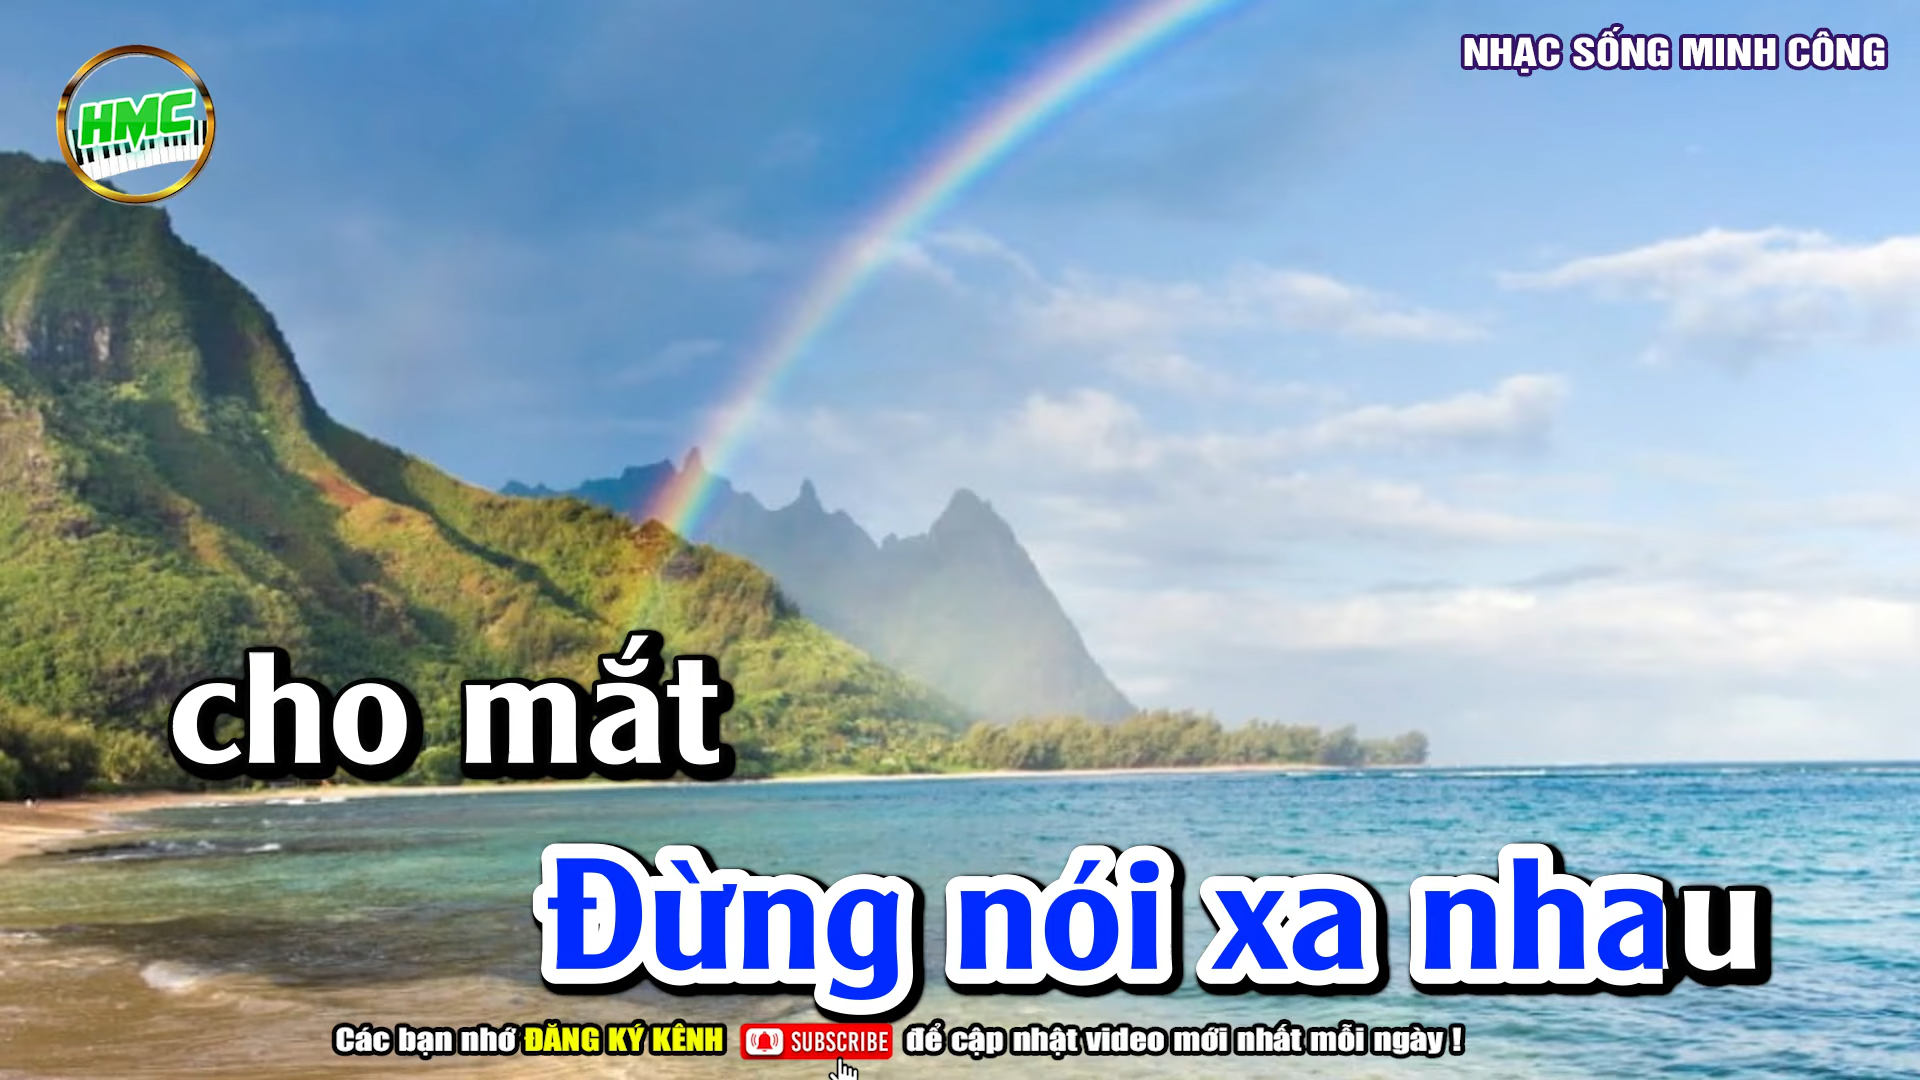 NHẠC SỐNG MINH CÔNG
HMC
cho mắt
Đừng nói xa nhau
Các bạn nhớ ĐĂNG KÝ KÊNH SUBSCRIBE để cập nhật video mới nhất mỗi ngày !